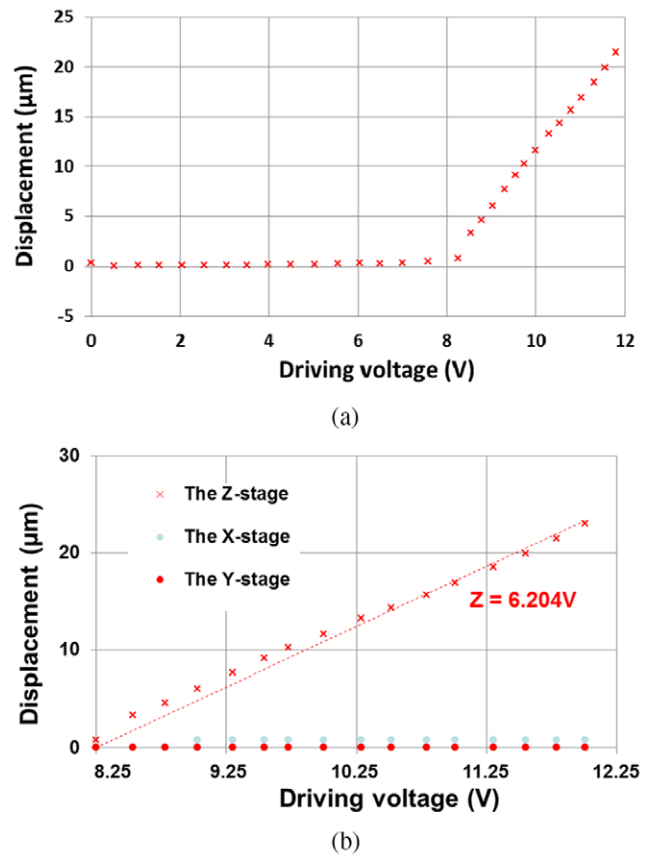 25
20
15
10
5
0
-5
Displacement (μm)
0 2 4 6 8 10 12
Driving voltage (V)
(a)
30
20
10
0
Displacement (μm)
The Z-stage
The X-stage
The Y-stage
Z = 6.204V
8.25 9.25 10.25 11.25 12.25
Driving voltage (V)
(b)